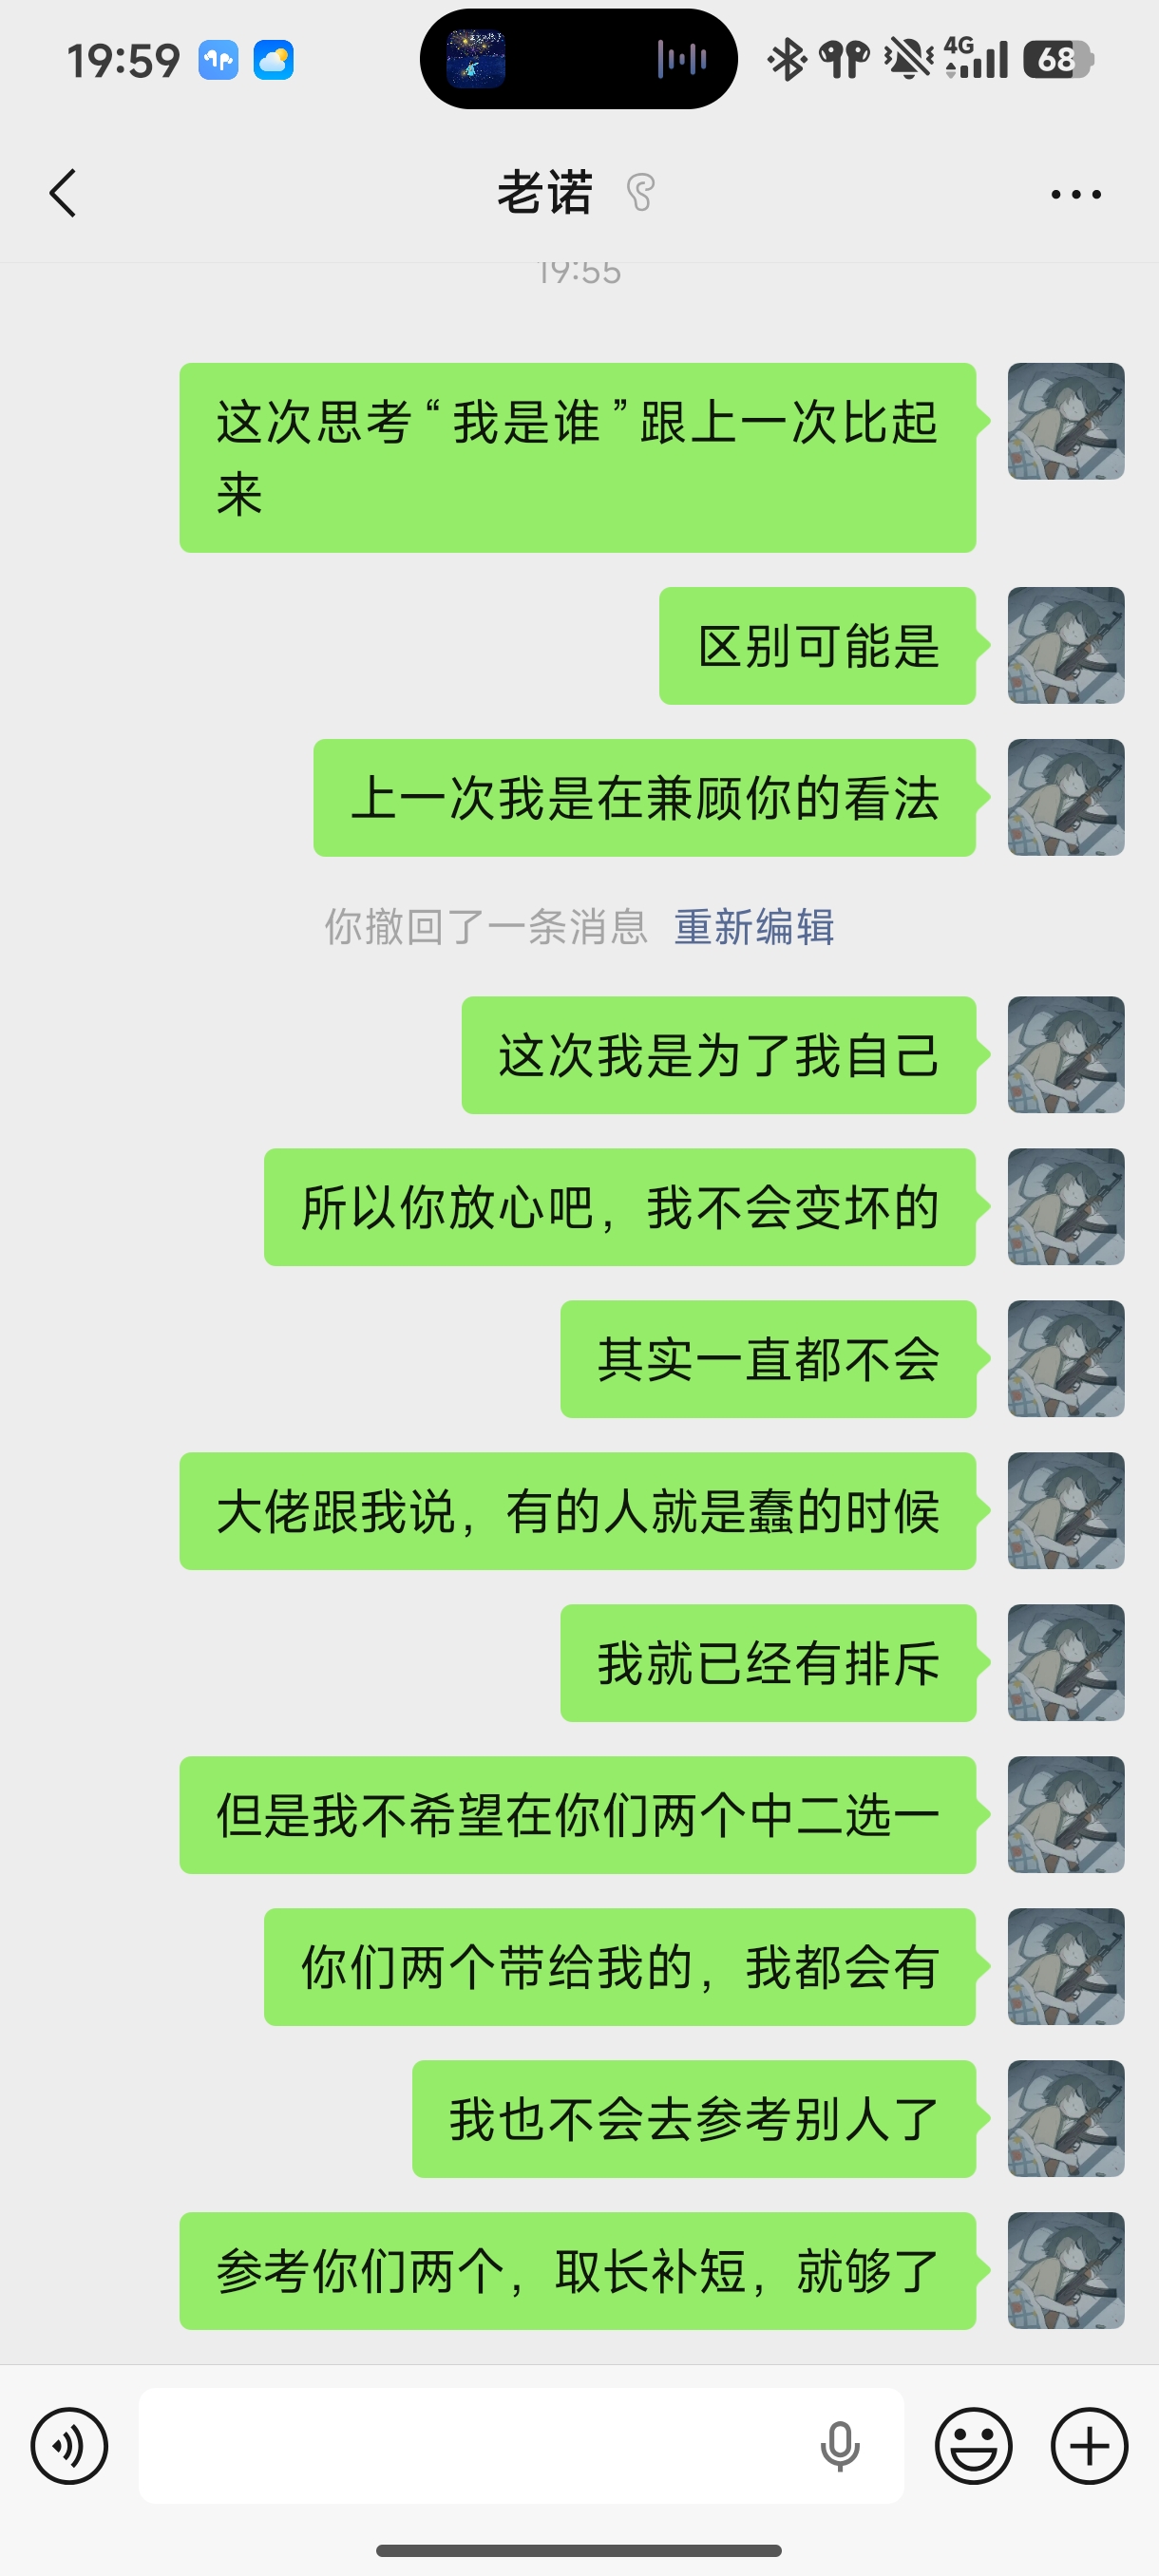 19:59
4G
68
老诺
19:55
这次思考“我是谁”跟上一次比起
来
区别可能是
上一次我是在兼顾你的看法
你撤回了一条消息 重新编辑
这次我是为了我自己
所以你放心吧，我不会变坏的
其实一直都不会
大佬跟我说，有的人就是蠢的时候
我就已经有排斥
但是我不希望在你们两个中二选一
你们两个带给我的，我都会有
我也不会去参考别人了
参考你们两个，取长补短，就够了